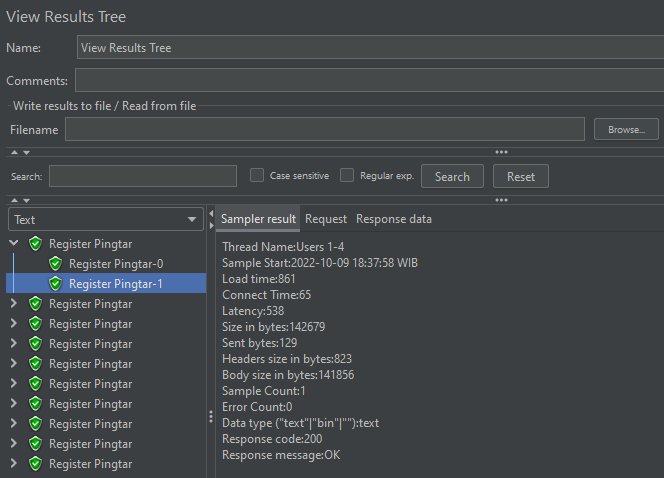 View Results Tree
Name: View Results Tree
Comments:
Write results to file / Read from file
Filename Browse...
Search: Case sensitive Regular exp. Search Reset
Text
Register Pingtar
Register Pingtar-0
Register Pingtar-1
Register Pingtar
Register Pingtar
Register Pingtar
Register Pingtar
Register Pingtar
Register Pingtar
Register Pingtar
Register Pingtar
Register Pingtar
Sampler result Request Response data
Thread Name:Users 1-4
Sample Start:2022-10-09 18:37:58 WIB
Load time:861
Connect Time:65
Latency:538
Size in bytes:142679
Sent bytes:129
Headers size in bytes:823
Body size in bytes:141856
Sample Count:1
Error Count:0
Data type ("text"|"bin"|""):text
Response code:200
Response message:OK